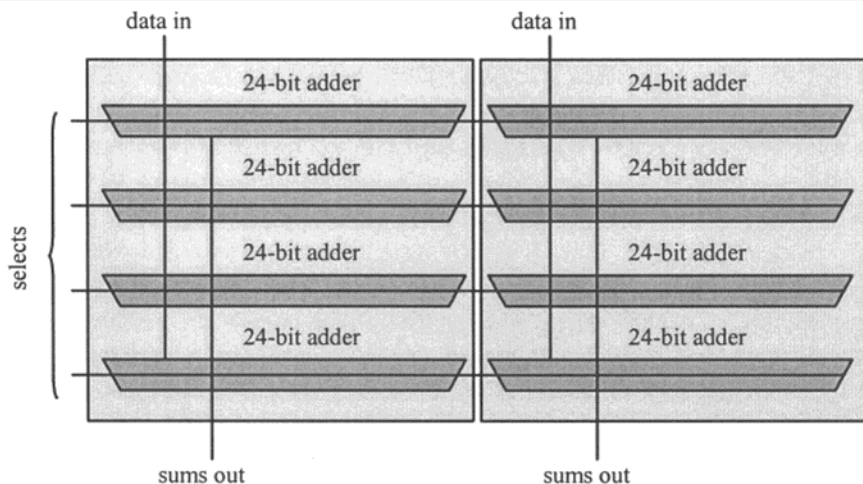 data in
data in
24-bit adder
24-bit adder
24-bit adder
24-bit adder
selects
24-bit adder
24-bit adder
24-bit adder
24-bit adder
sums out
sums out